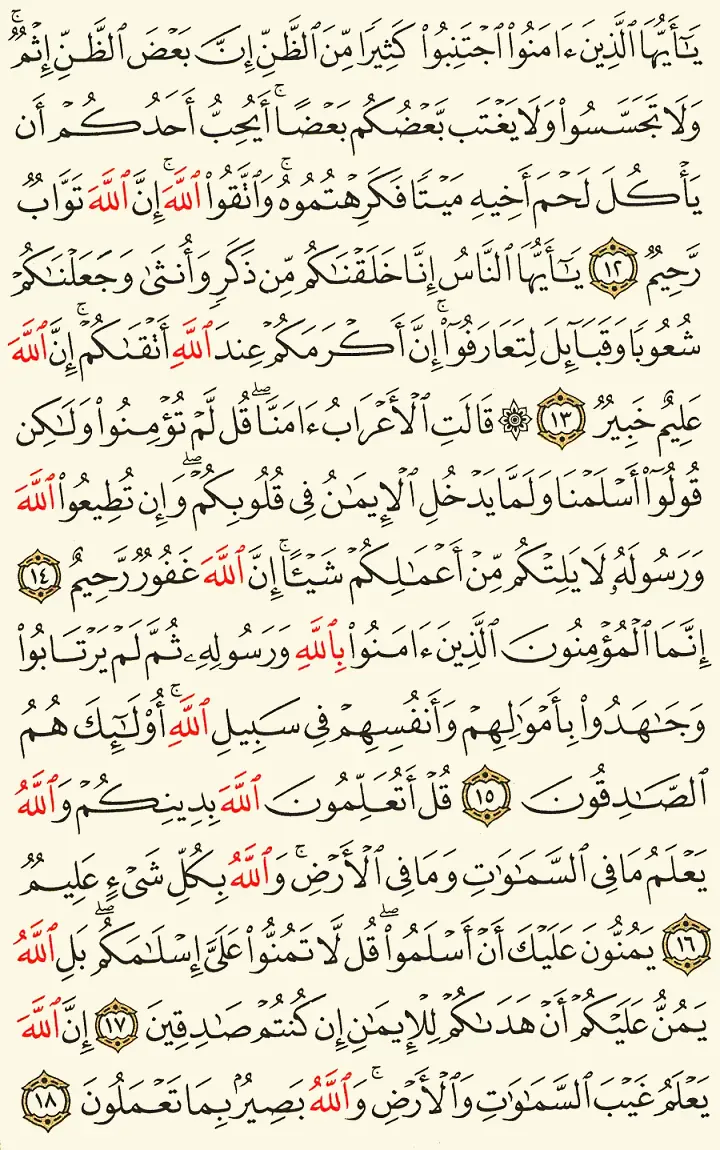 يَـٰٓأَيُّهَا ٱلَّذِينَ ءَامَنُوا۟ ٱجْتَنِبُوا۟ كَثِيرًا مِّنَ ٱلظَّنِّ إِنَّ بَعْضَ ٱلظَّنِّ إِثْمٌ ۖ
وَلَا تَجَسَّسُوا۟ وَلَا يَغْتَب بَّعْضُكُم بَعْضًا ۚ أَيُحِبُّ أَحَدُكُمْ أَن
يَأْكُلَ لَحْمَ أَخِيهِ مَيْتًا فَكَرِهْتُمُوهُ ۚ وَٱتَّقُوا۟ ٱللَّهَ ۚ إِنَّ ٱللَّهَ تَوَّابٌ
رَّحِيمٌ ١٢ يَـٰٓأَيُّهَا ٱلنَّاسُ إِنَّا خَلَقْنَـٰكُم مِّن ذَكَرٍ وَأُنثَىٰ وَجَعَلْنَـٰكُمْ
شُعُوبًا وَقَبَآئِلَ لِتَعَارَفُوٓا۟ ۚ إِنَّ أَكْرَمَكُمْ عِندَ ٱللَّهِ أَتْقَىٰكُمْ ۚ إِنَّ ٱللَّهَ
عَلِيمٌ خَبِيرٌ ١٣ ۞ قَالَتِ ٱلْأَعْرَابُ ءَامَنَّا ۖ قُل لَّمْ تُؤْمِنُوا۟ وَلَـٰكِن
قُولُوٓا۟ أَسْلَمْنَا وَلَمَّا يَدْخُلِ ٱلْإِيمَـٰنُ فِى قُلُوبِكُمْ ۖ وَإِن تُطِيعُوا۟ ٱللَّهَ
وَرَسُولَهُۥ لَا يَلِتْكُم مِّنْ أَعْمَـٰلِكُمْ شَيْـًٔا ۚ إِنَّ ٱللَّهَ غَفُورٌ رَّحِيمٌ ١٤
إِنَّمَا ٱلْمُؤْمِنُونَ ٱلَّذِينَ ءَامَنُوا۟ بِٱللَّهِ وَرَسُولِهِۦ ثُمَّ لَمْ يَرْتَابُوا۟
وَجَـٰهَدُوا۟ بِأَمْوَٰلِهِمْ وَأَنفُسِهِمْ فِى سَبِيلِ ٱللَّهِ ۚ أُو۟لَـٰٓئِكَ هُمُ
ٱلصَّـٰدِقُونَ ١٥ قُلْ أَتُعَلِّمُونَ ٱللَّهَ بِدِينِكُمْ وَٱللَّهُ
يَعْلَمُ مَا فِى ٱلسَّمَـٰوَٰتِ وَمَا فِى ٱلْأَرْضِ ۚ وَٱللَّهُ بِكُلِّ شَىْءٍ عَلِيمٌ
١٦ يَمُنُّونَ عَلَيْكَ أَنْ أَسْلَمُوا۟ ۖ قُل لَّا تَمُنُّوا۟ عَلَىَّ إِسْلَـٰمَكُم ۖ بَلِ ٱللَّهُ
يَمُنُّ عَلَيْكُمْ أَنْ هَدَىٰكُمْ لِلْإِيمَـٰنِ إِن كُنتُمْ صَـٰدِقِينَ ١٧ إِنَّ ٱللَّهَ
يَعْلَمُ غَيْبَ ٱلسَّمَـٰوَٰتِ وَٱلْأَرْضِ ۚ وَٱللَّهُ بَصِيرٌۢ بِمَا تَعْمَلُونَ ١٨